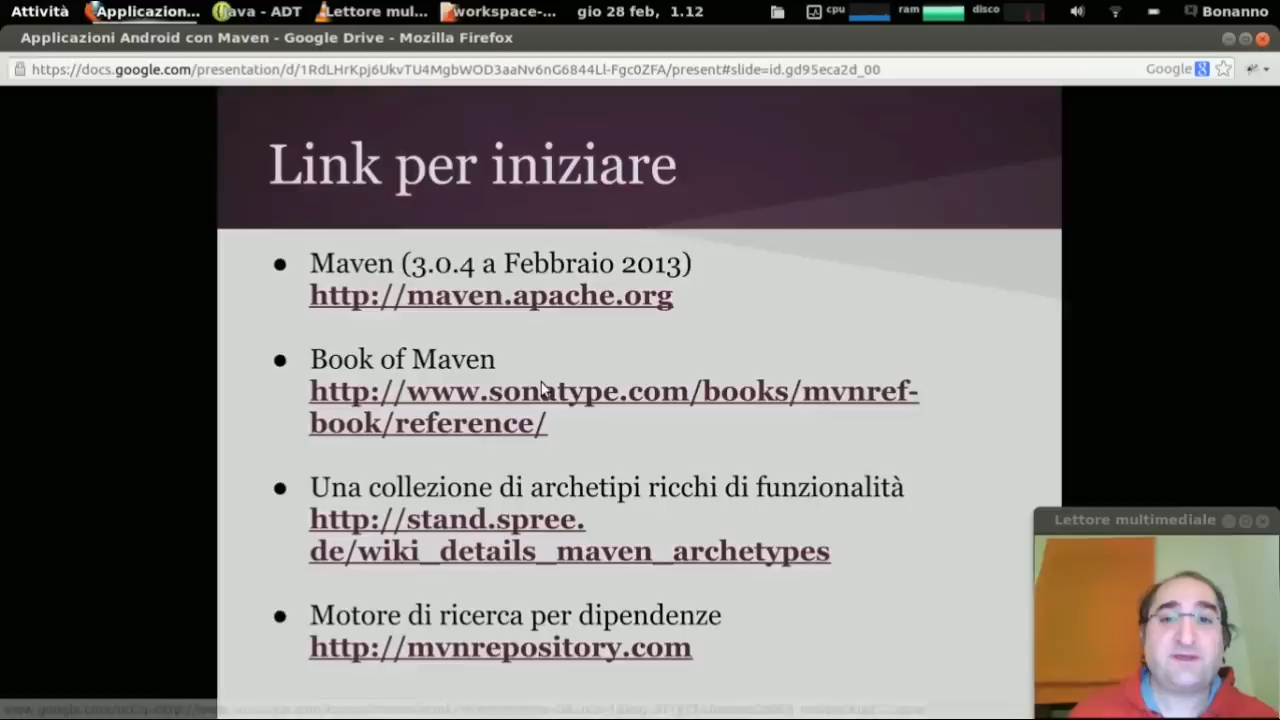 Attività Applicazion... Java - ADT Lettore mul... workspace-... gio 28 feb, 1.12 cpu ram disco Bonanno
Applicazioni Android con Maven - Google Drive - Mozilla Firefox
https://docs.google.com/presentation/d/1RdLHrKpj6UkvTU4MgbWOD3aaNv6nG6844Ll-Fgc0ZFA/present#slide=id.gd95eca2d_00 Google
Link per iniziare
● Maven (3.0.4 a Febbraio 2013)
http://maven.apache.org
● Book of Maven
http://www.sonatype.com/books/mvnref-
book/reference/
● Una collezione di archetipi ricchi di funzionalità
http://stand.spree.
de/wiki_details_maven_archetypes
● Motore di ricerca per dipendenze
http://mvnrepository.com
Lettore multimediale